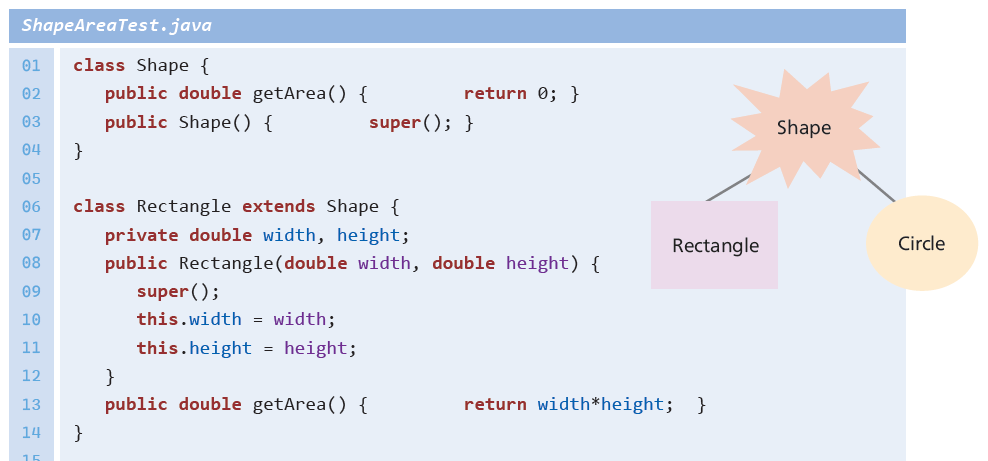 ShapeAreaTest.java
01 class Shape {
02 public double getArea() { return 0; }
03 public Shape() { super(); }
04 }
05
06 class Rectangle extends Shape {
07 private double width, height;
08 public Rectangle(double width, double height) {
09 super();
10 this.width = width;
11 this.height = height;
12 }
13 public double getArea() { return width*height; }
14 }
15
Shape
Rectangle
Circle